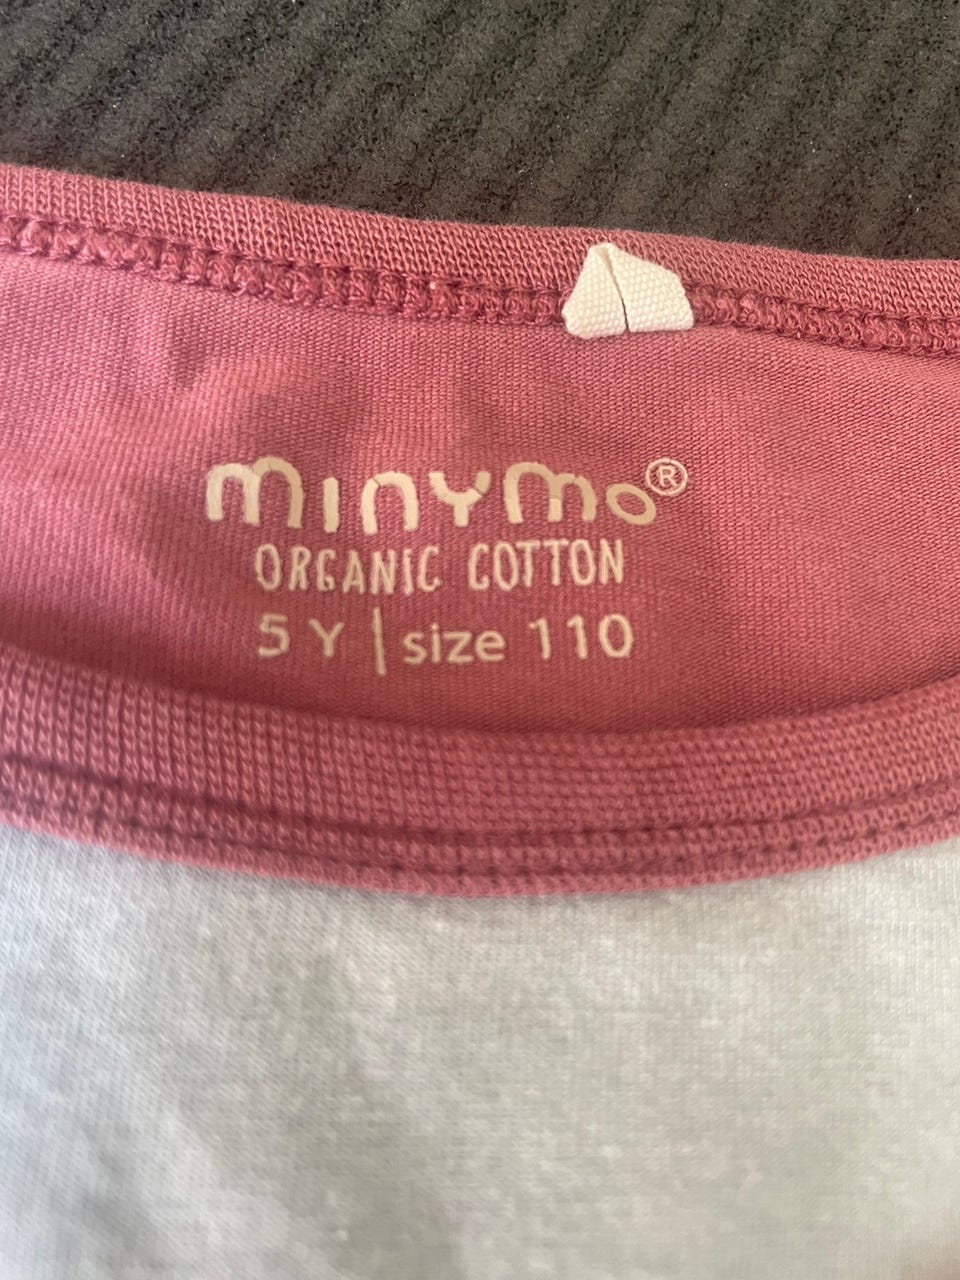 minymo®
ORGANIC COTTON
5 Y | size 110